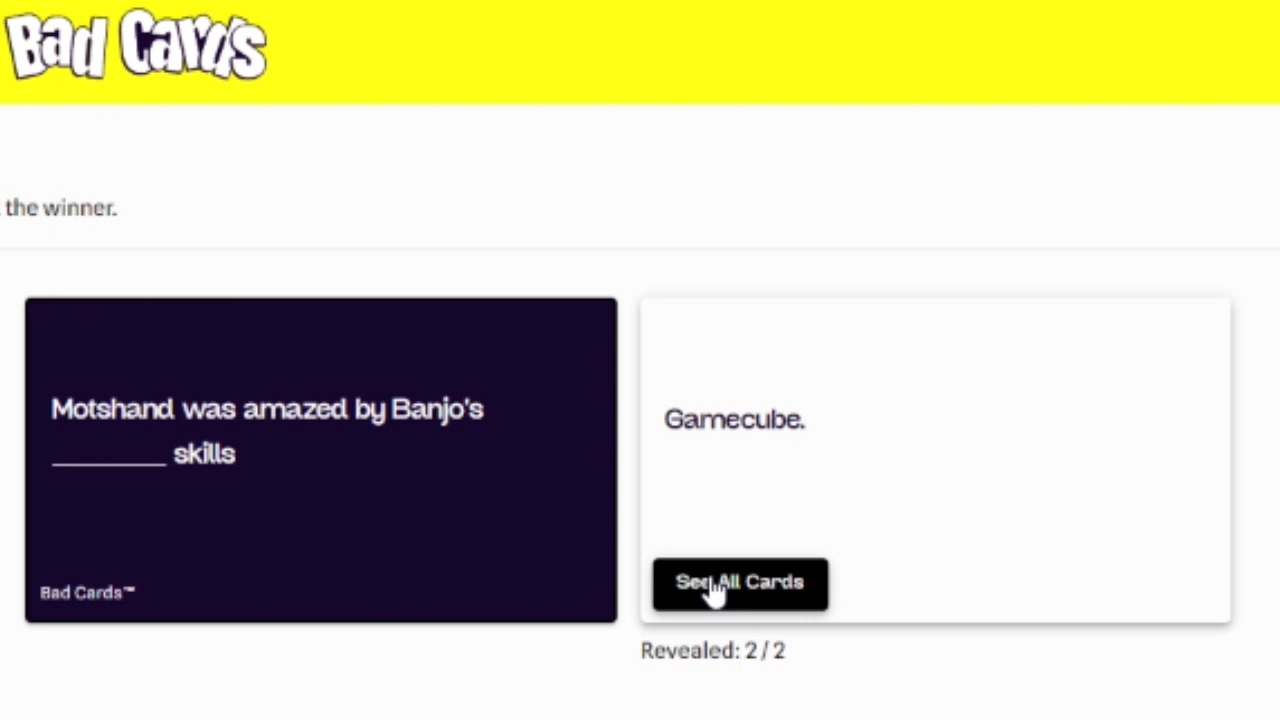 Bad Cards
the winner.
Motshand was amazed by Banjo's
________ skills
Bad Cards™
Gamecube.
See All Cards
Revealed: 2 / 2